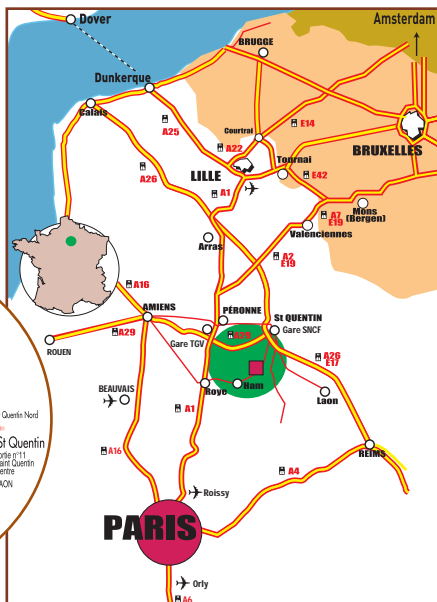 Dover
Amsterdam
BRUGGE
Dunkerque
Calais
A25
Courtrai
E14
A22
BRUXELLES
LILLE
Tournai
A26
A1
E42
Mons
(Bergen)
A7
E19
Valenciennes
Arras
A2
E19
A16
AMIENS
PÉRONNE
St QUENTIN
Gare SNCF
A29
Gare TGV
A29
ROUEN
A26
E17
BEAUVAIS
Roye
Ham
Laon
Quentin Nord
St Quentin
ortie n°11
aint Quentin
entre
AON
A1
A16
REIMS
A4
Roissy
PARIS
Orly
A6